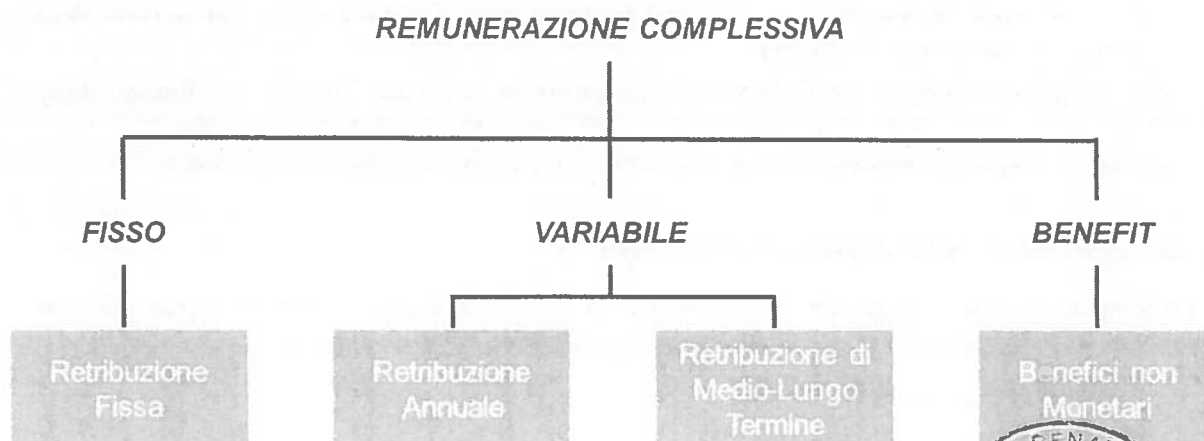 REMUNERAZIONE COMPLESSIVA
FISSO
VARIABILE
BENEFIT
Retribuzione
Fissa
Retribuzione
Annuale
Retribuzione di
Medio-Lungo
Termine
Benefici non
Monetari